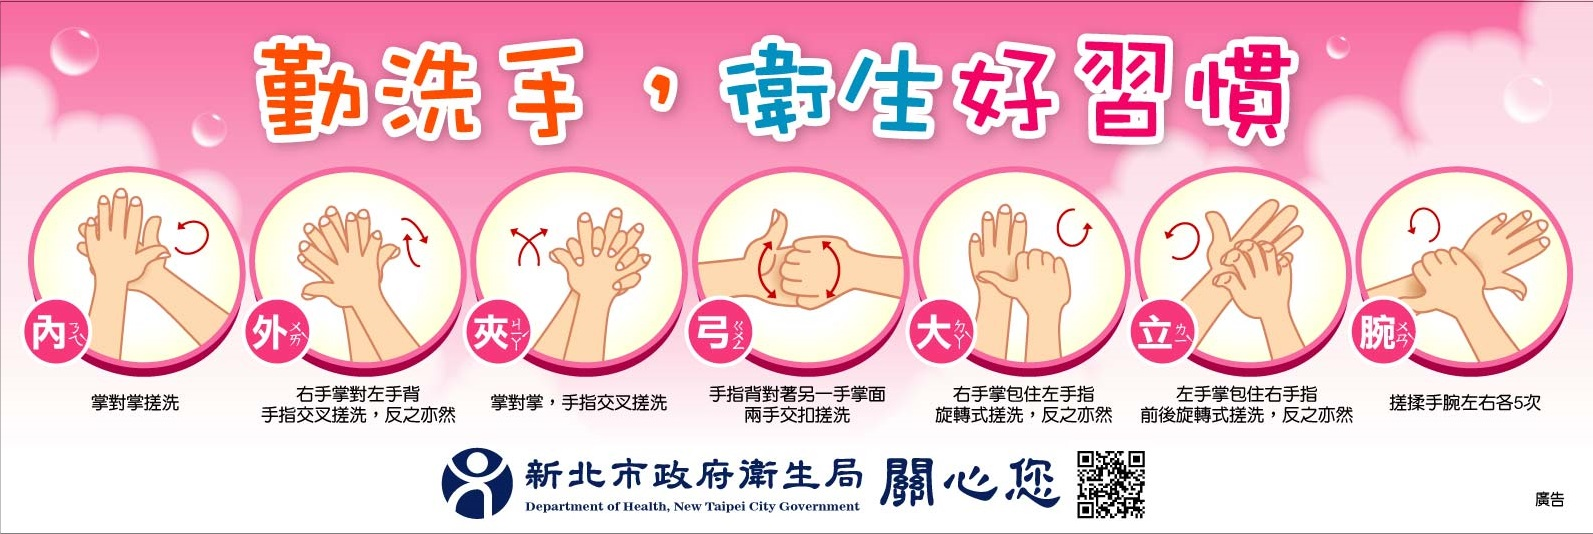 勤洗手，衛生好習慣
內ㄋㄟˋ
掌對掌搓洗
外ㄨㄞˋ
右手掌對左手背
手指交叉搓洗，反之亦然
夾ㄐㄧㄚˊ
掌對掌，手指交叉搓洗
弓ㄍㄨㄥ
手指背對著另一手掌面
兩手交扣搓洗
大ㄉㄚˋ
右手掌包住左手指
旋轉式搓洗，反之亦然
立ㄌㄧˋ
左手掌包住右手指
前後旋轉式搓洗，反之亦然
腕ㄨㄢˋ
搓揉手腕左右各5次
新北市政府衛生局 關心您
Department of Health, New Taipei City Government
廣告